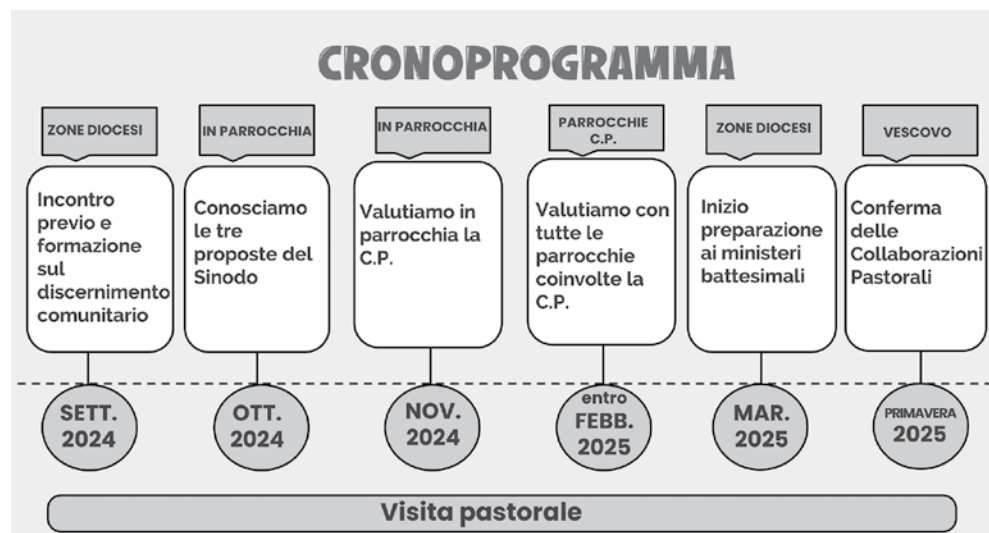 CRONOPROGRAMMA
ZONE DIOCESI
Incontro
previo e
formazione
sul
discernimento
comunitario
SETT.
2024
IN PARROCCHIA
Conosciamo
le tre
proposte del
Sinodo
OTT.
2024
IN PARROCCHIA
Valutiamo in
parrocchia la
C.P.
NOV.
2024
PARROCCHIE
C.P.
Valutiamo con
tutte le
parrocchie
coinvolte la
C.P.
entro
FEBB.
2025
ZONE DIOCESI
Inizio
preparazione
ai ministeri
battesimali
MAR.
2025
VESCOVO
Conferma
delle
Collaborazioni
Pastorali
PRIMAVERA
2025
Visita pastorale